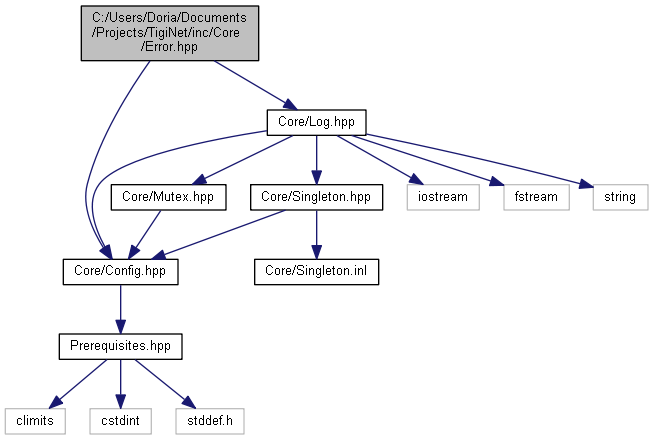 C:/Users/Doria/Documents
/Projects/TigiNet/inc/Core
/Error.hpp
Core/Log.hpp
Core/Mutex.hpp
Core/Singleton.hpp
iostream
fstream
string
Core/Config.hpp
Core/Singleton.inl
Prerequisites.hpp
climits
cstdint
stddef.h